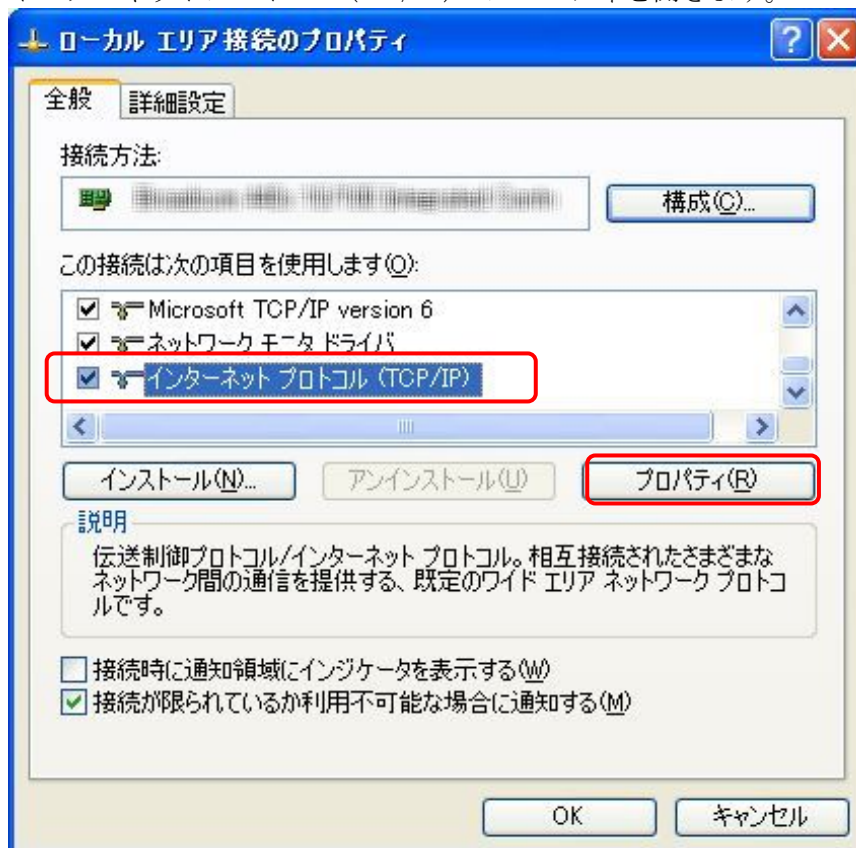 ローカル エリア接続のプロパティ
全般 詳細設定
接続方法:
構成(C)...
この接続は次の項目を使用します(O):
Microsoft TCP/IP version 6
ネットワーク モニタ ドライバ
インターネット プロトコル (TCP/IP)
インストール(N)... アンインストール(U) プロパティ(R)
説明
伝送制御プロトコル/インターネット プロトコル。相互接続されたさまざまな
ネットワーク間の通信を提供する、既定のワイド エリア ネットワーク プロトコ
ルです。
接続時に通知領域にインジケータを表示する(W)
接続が限られているか利用不可能な場合に通知する(M)
OK キャンセル